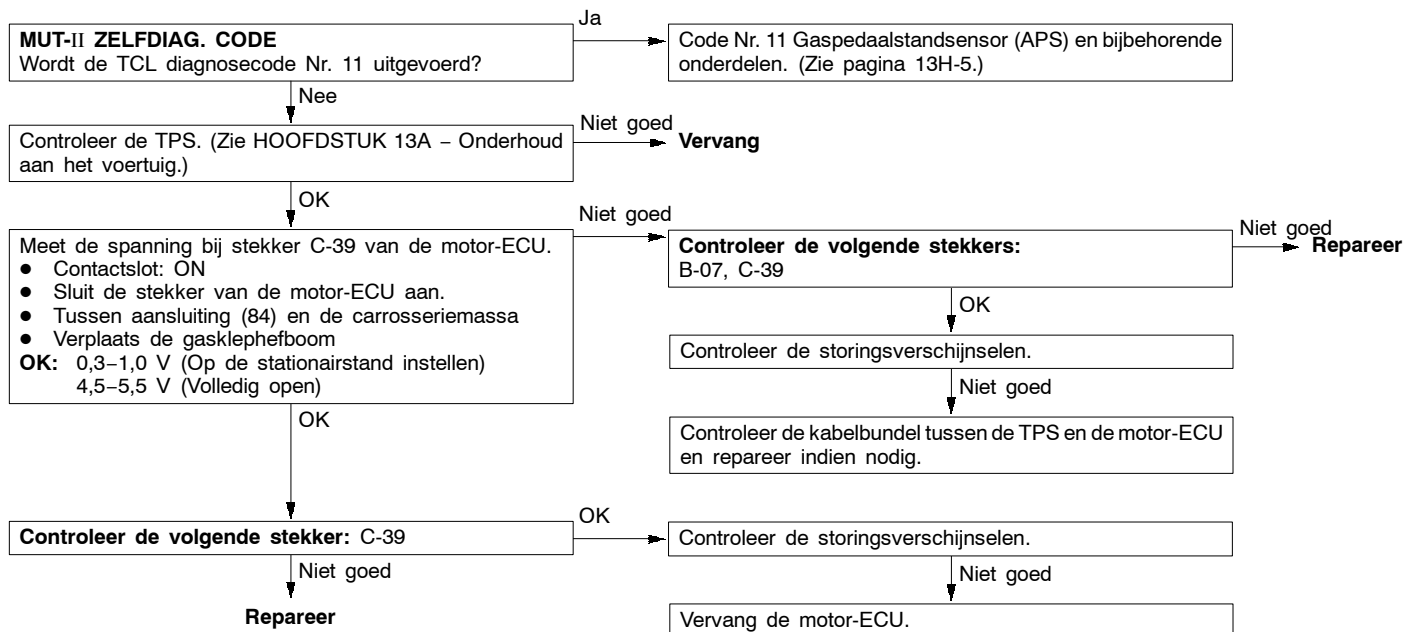 MUT-II ZELFDIAG. CODE
Wordt de TCL diagnosecode Nr. 11 uitgevoerd?
Ja
Code Nr. 11 Gaspedaalstandsensor (APS) en bijbehorende
onderdelen. (Zie pagina 13H-5.)
Nee
Controleer de TPS. (Zie HOOFDSTUK 13A – Onderhoud
aan het voertuig.)
Niet goed
Vervang
OK
Meet de spanning bij stekker C-39 van de motor-ECU.
● Contactslot: ON
● Sluit de stekker van de motor-ECU aan.
● Tussen aansluiting (84) en de carrosseriemassa
● Verplaats de gasklephefboom
OK: 0,3–1,0 V (Op de stationairstand instellen)
4,5–5,5 V (Volledig open)
Niet goed
Controleer de volgende stekkers:
B-07, C-39
Niet goed
Repareer
OK
Controleer de storingsverschijnselen.
Niet goed
Controleer de kabelbundel tussen de TPS en de motor-ECU
en repareer indien nodig.
OK
Controleer de volgende stekker: C-39
OK
Controleer de storingsverschijnselen.
Niet goed
Repareer
Niet goed
Vervang de motor-ECU.